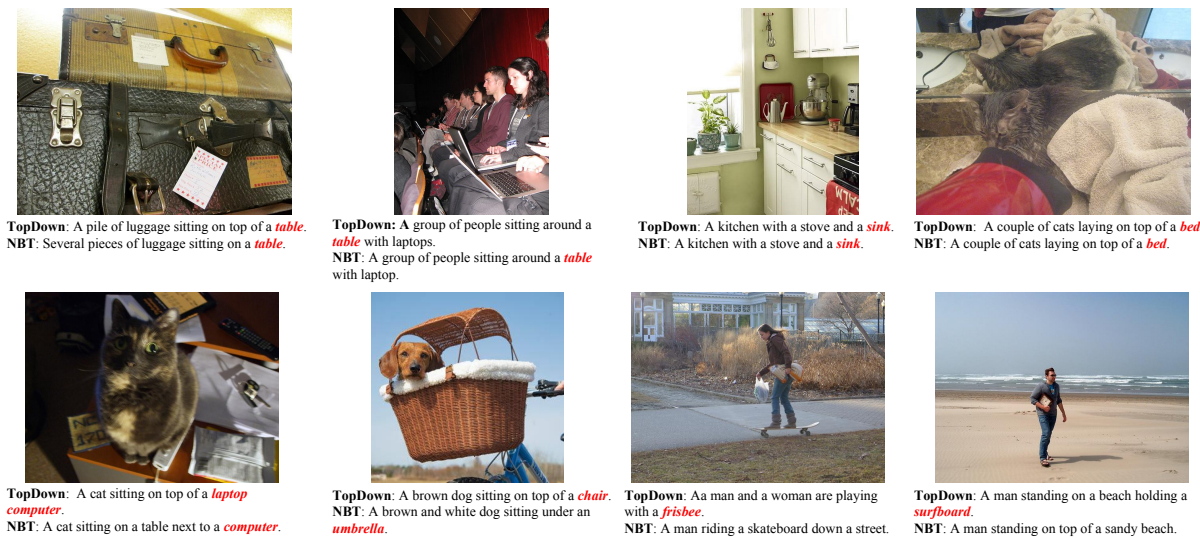 TopDown: A pile of luggage sitting on top of a table.
NBT: Several pieces of luggage sitting on a table.
TopDown: A group of people sitting around a
table with laptops.
NBT: A group of people sitting around a table
with laptop.
KEEP
CALM
TopDown: A kitchen with a stove and a sink.
NBT: A kitchen with a stove and a sink.
TopDown: A couple of cats laying on top of a bed
NBT: A couple of cats laying on top of a bed.
TopDown: A cat sitting on top of a laptop
computer.
NBT: A cat sitting on a table next to a computer.
TopDown: A brown dog sitting on top of a chair.
NBT: A brown and white dog sitting under an
umbrella.
TopDown: Aa man and a woman are playing
with a frisbee.
NBT: A man riding a skateboard down a street.
TopDown: A man standing on a beach holding a
surfboard.
NBT: A man standing on top of a sandy beach.